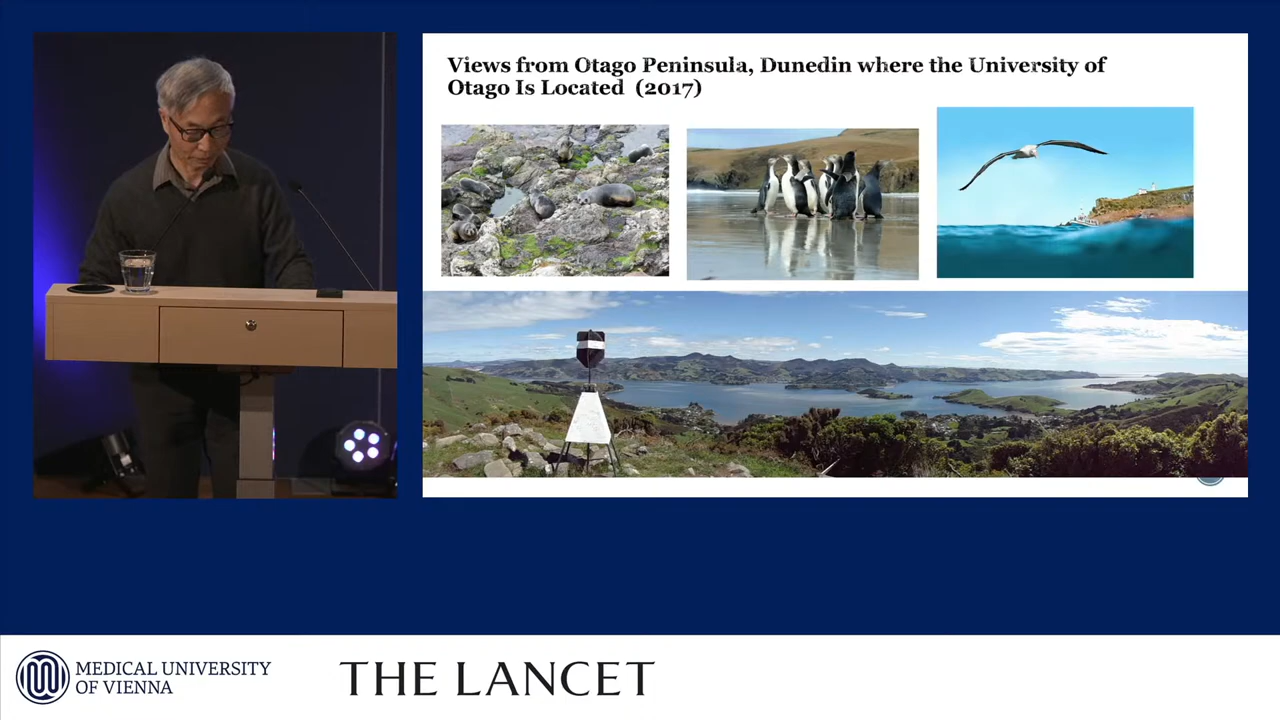 Views from Otago Peninsula, Dunedin where the University of
Otago Is Located (2017)
MEDICAL UNIVERSITY
OF VIENNA
THE LANCET